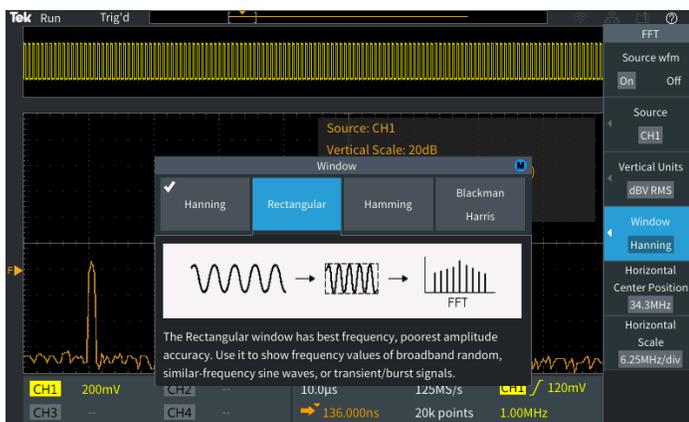 Tek Run Trig'd
FFT
Source wfm
On Off
Source
CH1
Vertical Units
dBV RMS
Window
Hanning
Horizontal
Center Position
34.3MHz
Horizontal
Scale
6.25MHz/div
Source: CH1
Vertical Scale: 20dB
)
Window M
Hanning
Rectangular
Hamming
Blackman
Harris
FFT
The Rectangular window has best frequency, poorest amplitude
accuracy. Use it to show frequency values of broadband random,
similar-frequency sine waves, or transient/burst signals.
F
CH1 200mV CH2 -- 10.0µs 125MS/s CH1 120mV
CH3 -- CH4 -- 136.000ns 20k points 1.00MHz